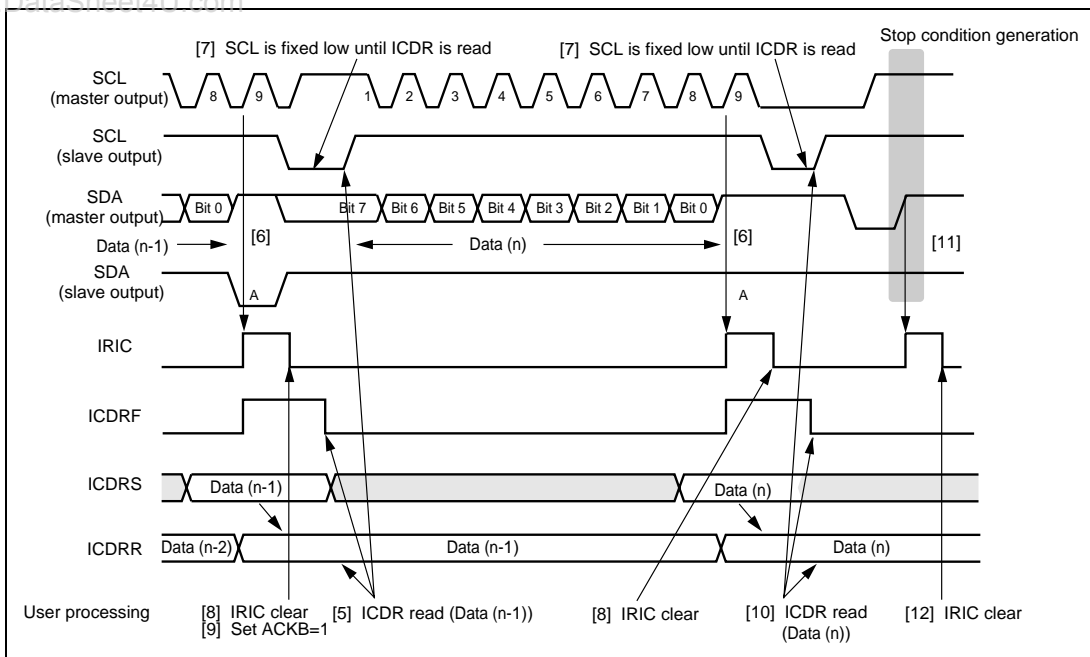 DataSheet4U.com
Stop condition generation
[7] SCL is fixed low until ICDR is read
[7] SCL is fixed low until ICDR is read
SCL
(master output)
8
9
1
2
3
4
5
6
7
8
9
SCL
(slave output)
SDA
(master output)
Bit 0
Bit 7
Bit 6
Bit 5
Bit 4
Bit 3
Bit 2
Bit 1
Bit 0
Data (n-1)
[6]
Data (n)
[6]
[11]
SDA
(slave output)
A
A
IRIC
ICDRF
ICDRS
Data (n-1)
Data (n)
ICDRR
Data (n-2)
Data (n-1)
Data (n)
User processing
[8] IRIC clear
[9] Set ACKB=1
[5] ICDR read (Data (n-1))
[8] IRIC clear
[10] ICDR read
(Data (n))
[12] IRIC clear